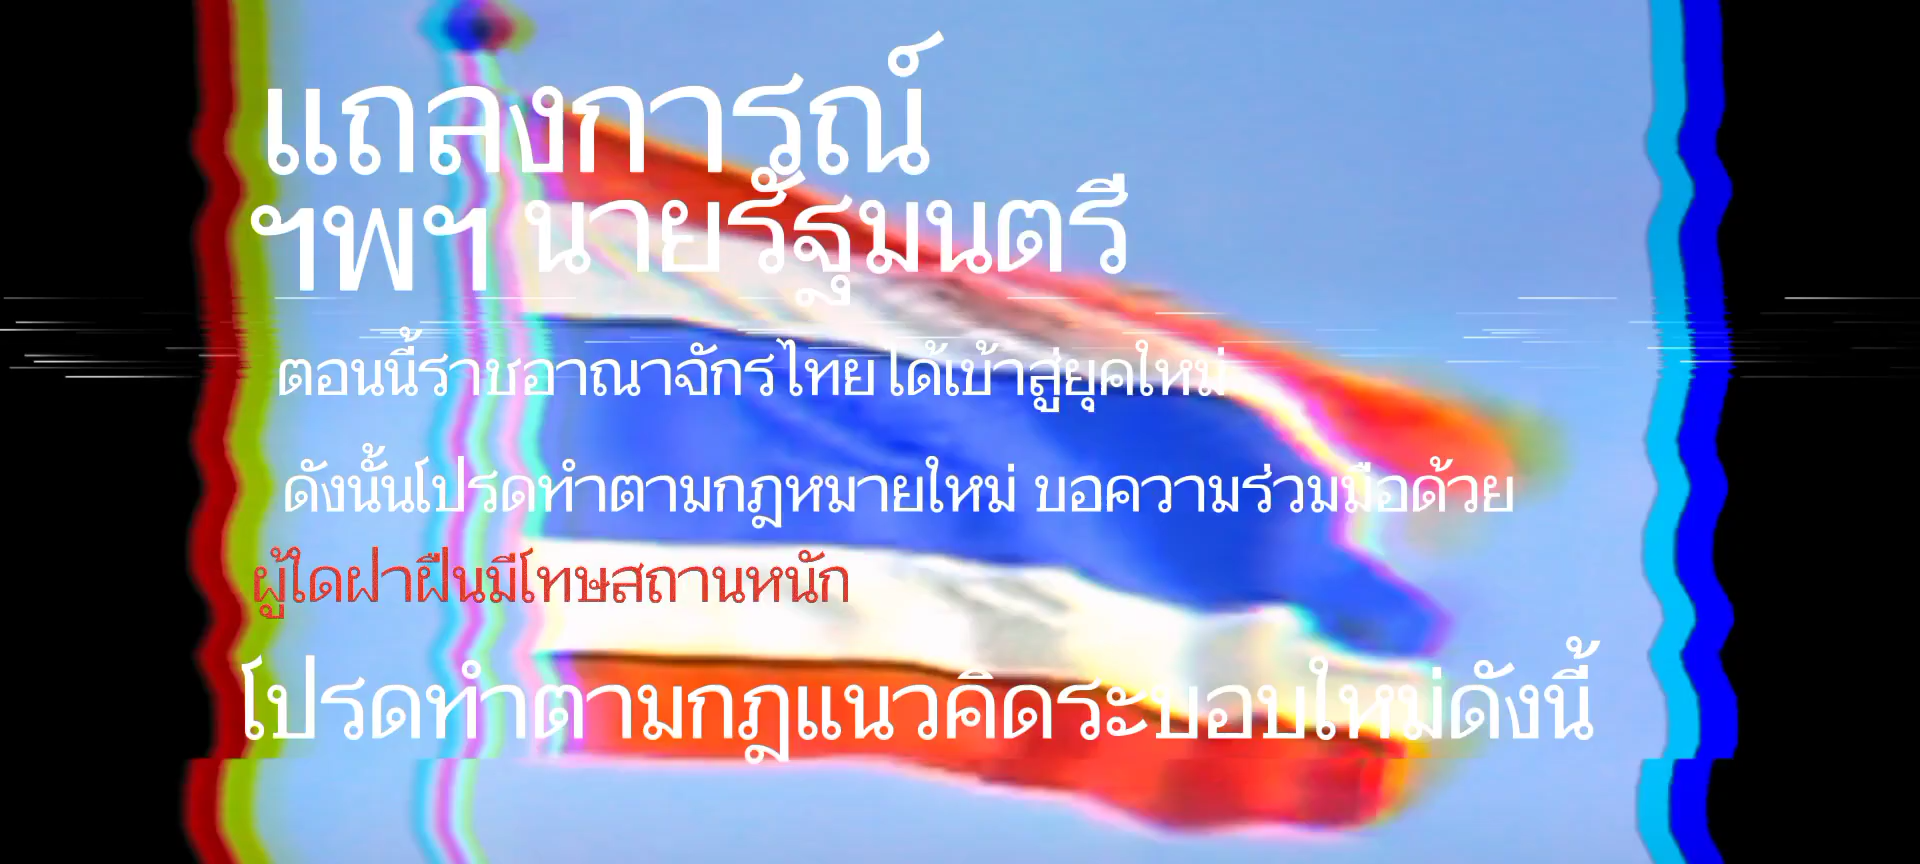 แถลงการณ์
ฯพฯ นายรัฐมนตรี
ตอนนี้ราชอาณาจักรไทยได้เข้าสู่ยุคใหม่
ดังนั้นโปรดทำตามกฎหมายใหม่ บอความร่วมมือด้วย
ผู้ใดฝ่าฝืนมีโทษสถานหนัก
โปรดทำตามกฎแนวคิดระบอบใหม่ดังนี้